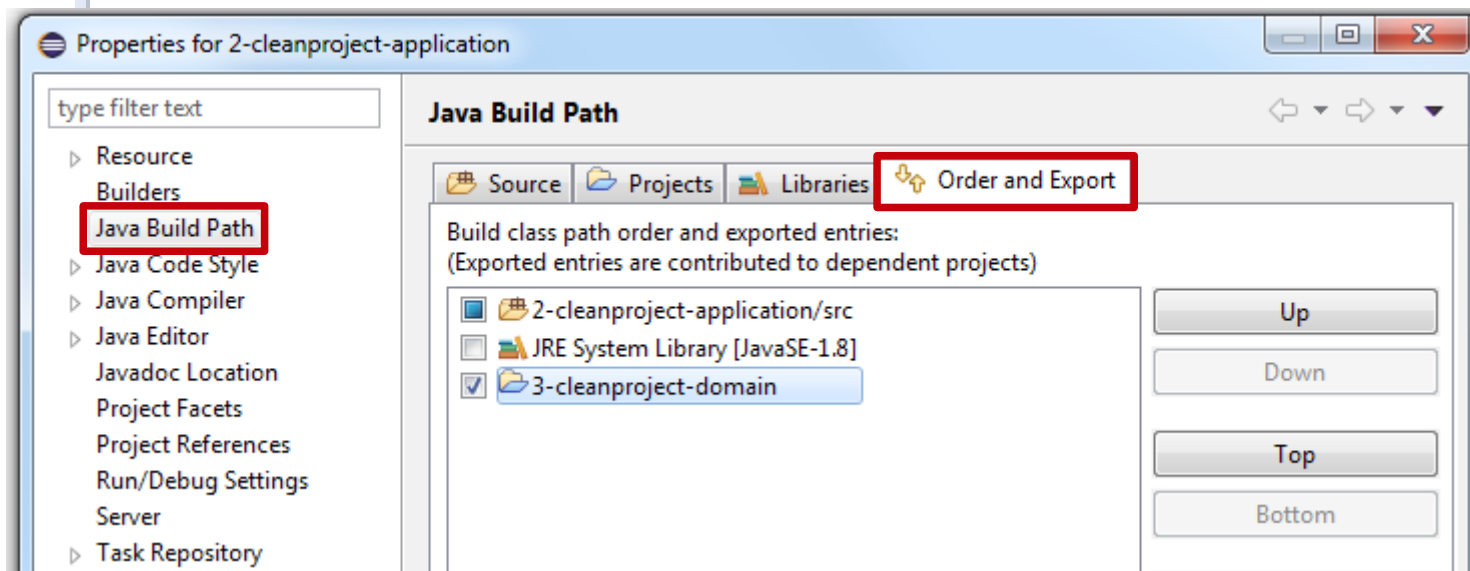 Properties for 2-cleanproject-application
type filter text
Resource
Builders
Java Build Path
Java Code Style
Java Compiler
Java Editor
Javadoc Location
Project Facets
Project References
Run/Debug Settings
Server
Task Repository
Java Build Path
Source
Projects
Libraries
Order and Export
Build class path order and exported entries:
(Exported entries are contributed to dependent projects)
2-cleanproject-application/src
JRE System Library [JavaSE-1.8]
3-cleanproject-domain
Up
Down
Top
Bottom